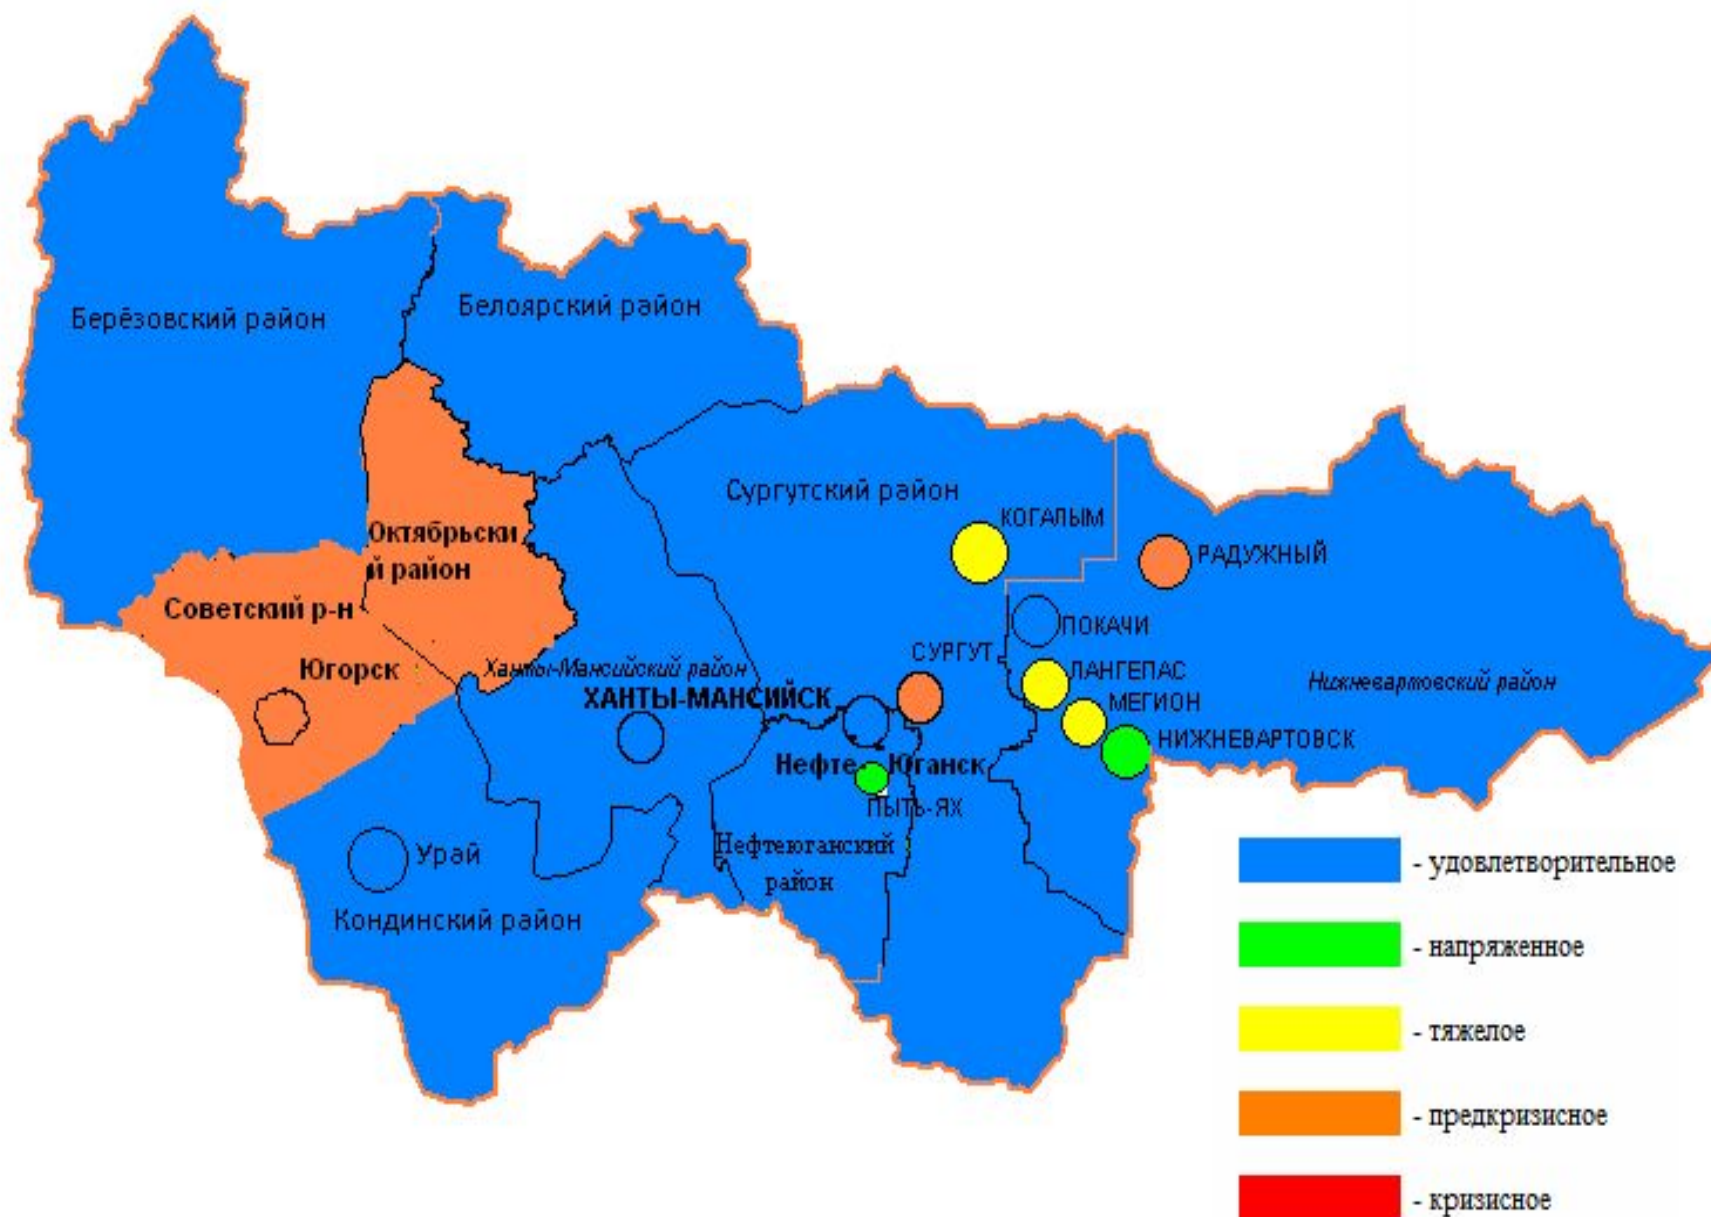 Берёзовский район
Белоярский район
Сургутский район
КОГАЛЫМ
Октябрьски
й район
РАДУЖНЫЙ
Советский р-н
ПОКАЧИ
СУРГУТ
Югорск
Ханты-Мансийский район
ЛАНГЕПАС
Нижневартовский район
ХАНТЫ-МАНСИЙСК
МЕГИОН
НИЖНЕВАРТОВСК
Нефте- Юганск
ПЫТЬ-ЯХ
Урай
Нефтеюганский
район
Кондинский район
- удовлетворительное
- напряженное
- тяжелое
- предкризисное
- кризисное